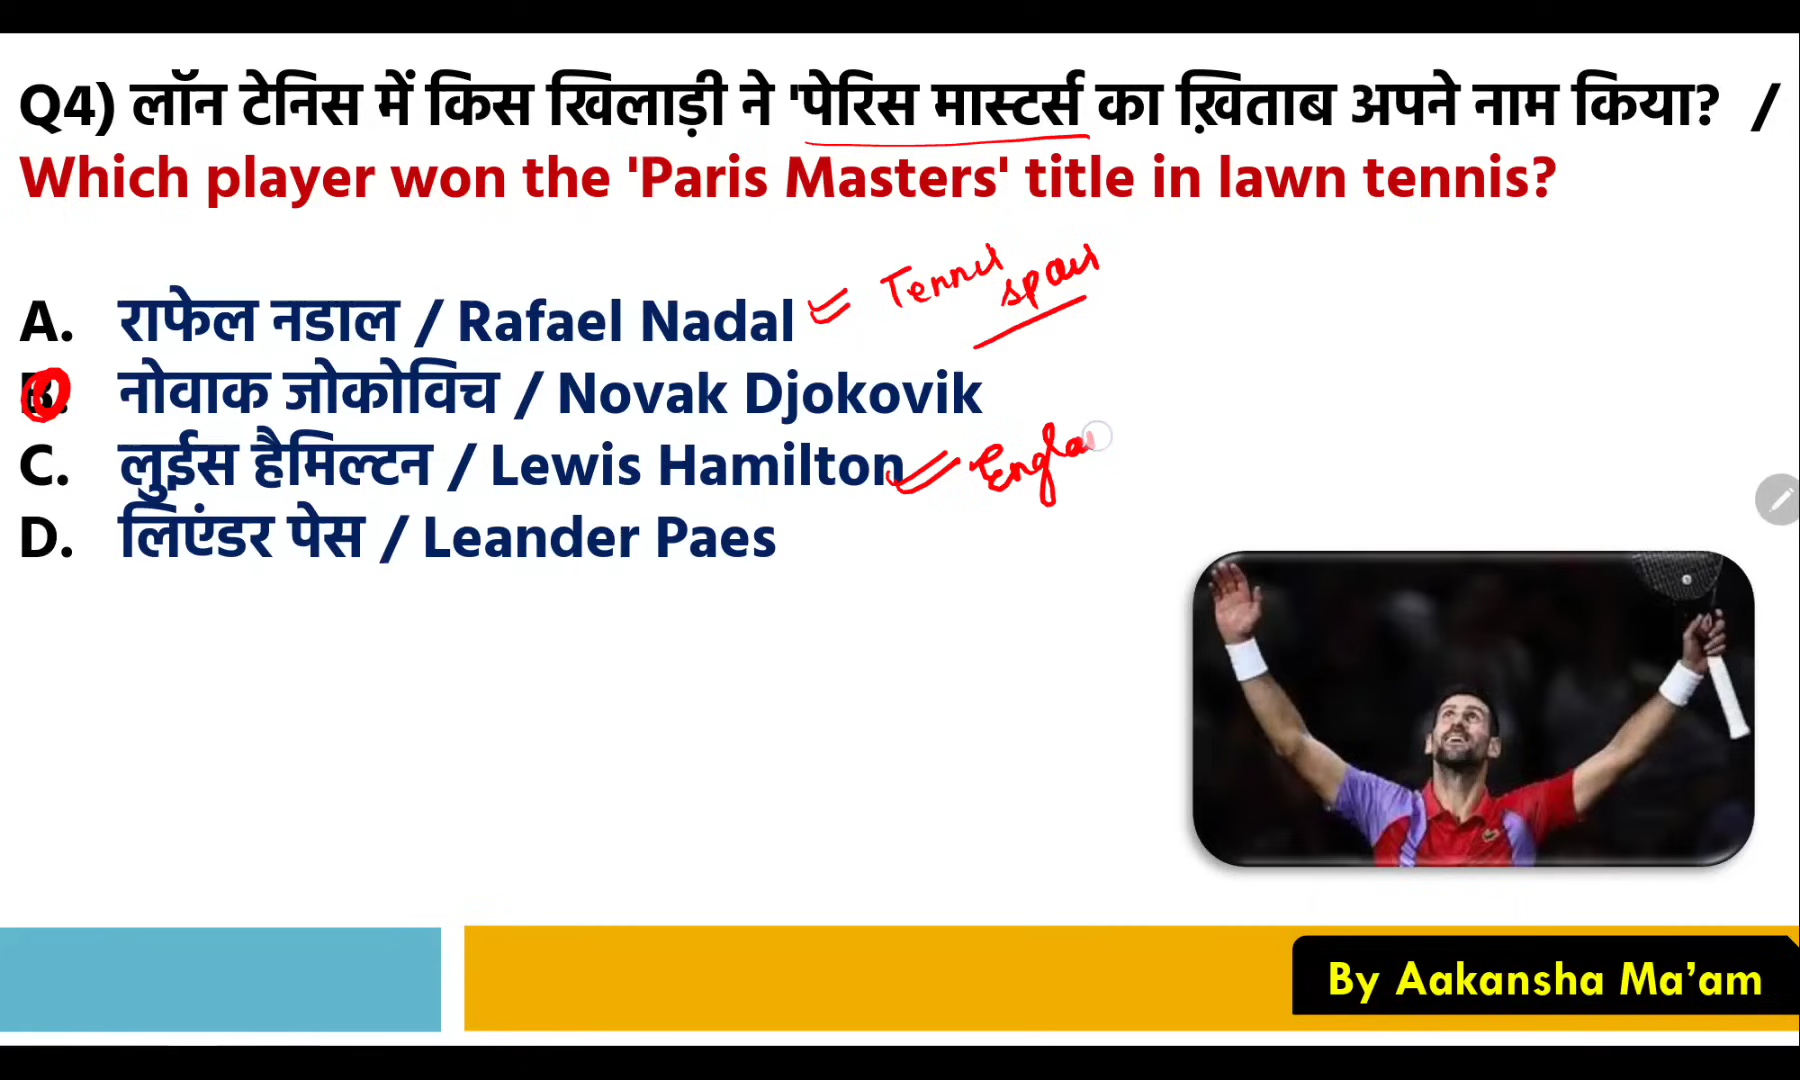 Q4) लॉन टेनिस में किस खिलाड़ी ने 'पेरिस मास्टर्स का ख़िताब अपने नाम किया? /
Which player won the 'Paris Masters' title in lawn tennis?
A. राफेल नडाल / Rafael Nadal
Tennis
B. नोवाक जोकोविच / Novak Djokovik
C. लुईस हैमिल्टन / Lewis Hamilton
Engla
D. लिएंडर पेस / Leander Paes
By Aakansha Ma’am